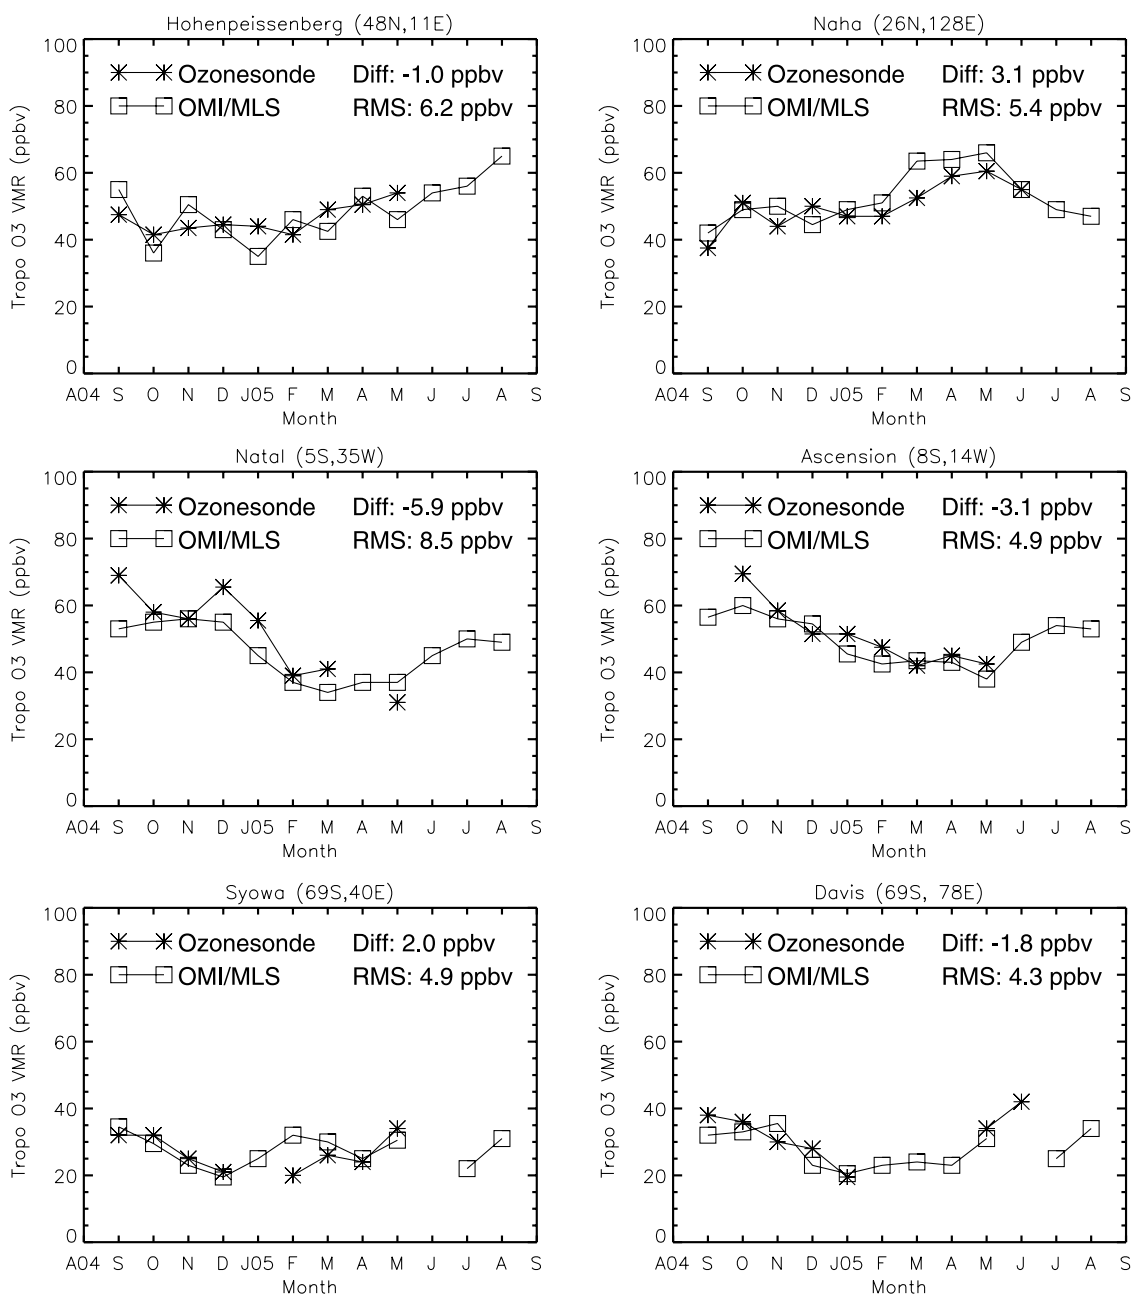 Hohenpeissenberg (48N,11E)
100
80
60
40
20
0
Tropo O3 VMR (ppbv)
Ozonesonde Diff: -1.0 ppbv
OMI/MLS RMS: 6.2 ppbv
A04 S O N D J05 F M A M J J A S
Month
Naha (26N,128E)
100
80
60
40
20
0
Tropo O3 VMR (ppbv)
Ozonesonde Diff: 3.1 ppbv
OMI/MLS RMS: 5.4 ppbv
A04 S O N D J05 F M A M J J A S
Month
Natal (5S,35W)
100
80
60
40
20
0
Tropo O3 VMR (ppbv)
Ozonesonde Diff: -5.9 ppbv
OMI/MLS RMS: 8.5 ppbv
A04 S O N D J05 F M A M J J A S
Month
Ascension (8S,14W)
100
80
60
40
20
0
Tropo O3 VMR (ppbv)
Ozonesonde Diff: -3.1 ppbv
OMI/MLS RMS: 4.9 ppbv
A04 S O N D J05 F M A M J J A S
Month
Syowa (69S,40E)
100
80
60
40
20
0
Tropo O3 VMR (ppbv)
Ozonesonde Diff: 2.0 ppbv
OMI/MLS RMS: 4.9 ppbv
A04 S O N D J05 F M A M J J A S
Month
Davis (69S, 78E)
100
80
60
40
20
0
Tropo O3 VMR (ppbv)
Ozonesonde Diff: -1.8 ppbv
OMI/MLS RMS: 4.3 ppbv
A04 S O N D J05 F M A M J J A S
Month